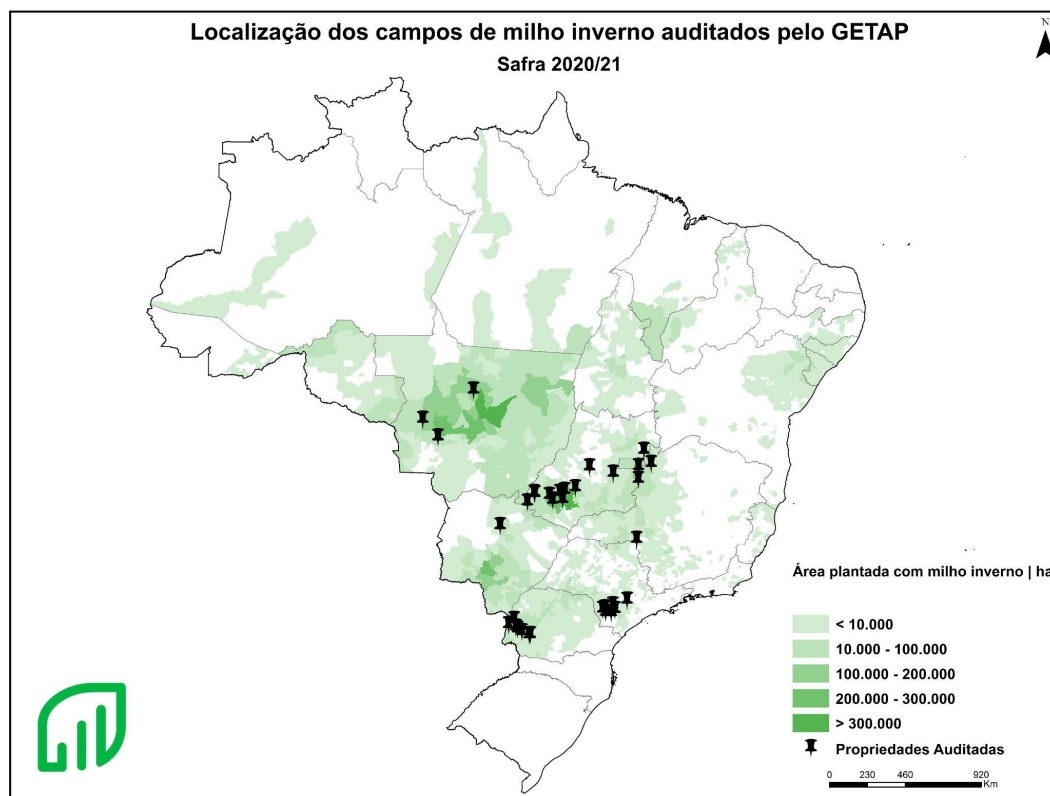 Localização dos campos de milho inverno auditados pelo GETAP
Safra 2020/21
N
Área plantada com milho inverno | ha
< 10.000
10.000 - 100.000
100.000 - 200.000
200.000 - 300.000
> 300.000
Propriedades Auditadas
0 230 460 920
Km